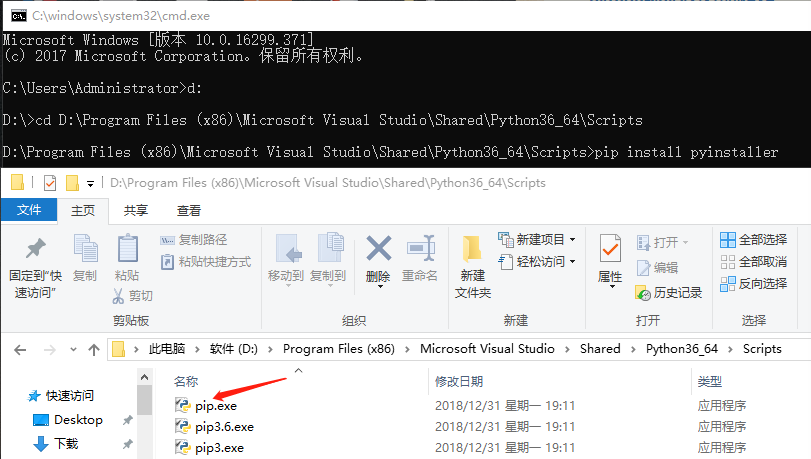 C:\windows\system32\cmd.exe
Microsoft Windows [版本 10.0.16299.371]
(c) 2017 Microsoft Corporation。保留所有权利。
C:\Users\Administrator>d:
D:\>cd D:\Program Files (x86)\Microsoft Visual Studio\Shared\Python36_64\Scripts
D:\Program Files (x86)\Microsoft Visual Studio\Shared\Python36_64\Scripts>pip install pyinstaller
D:\Program Files (x86)\Microsoft Visual Studio\Shared\Python36_64\Scripts
文件 主页 共享 查看
固定到"快速访问"
复制
粘贴
复制路径
粘贴快捷方式
剪切
移动到
复制到
删除
重命名
新建文件夹
新建项目
轻松访问
属性
打开
编辑
历史记录
全部选择
全部取消
反向选择
剪贴板 组织 新建 打开 选择
此电脑 软件 (D:) Program Files (x86) Microsoft Visual Studio Shared Python36_64 Scripts
名称 修改日期 类型
快速访问
Desktop
下载
pip.exe 2018/12/31 星期一 19:11 应用程序
pip3.6.exe 2018/12/31 星期一 19:11 应用程序
pip3.exe 2018/12/31 星期一 19:11 应用程序